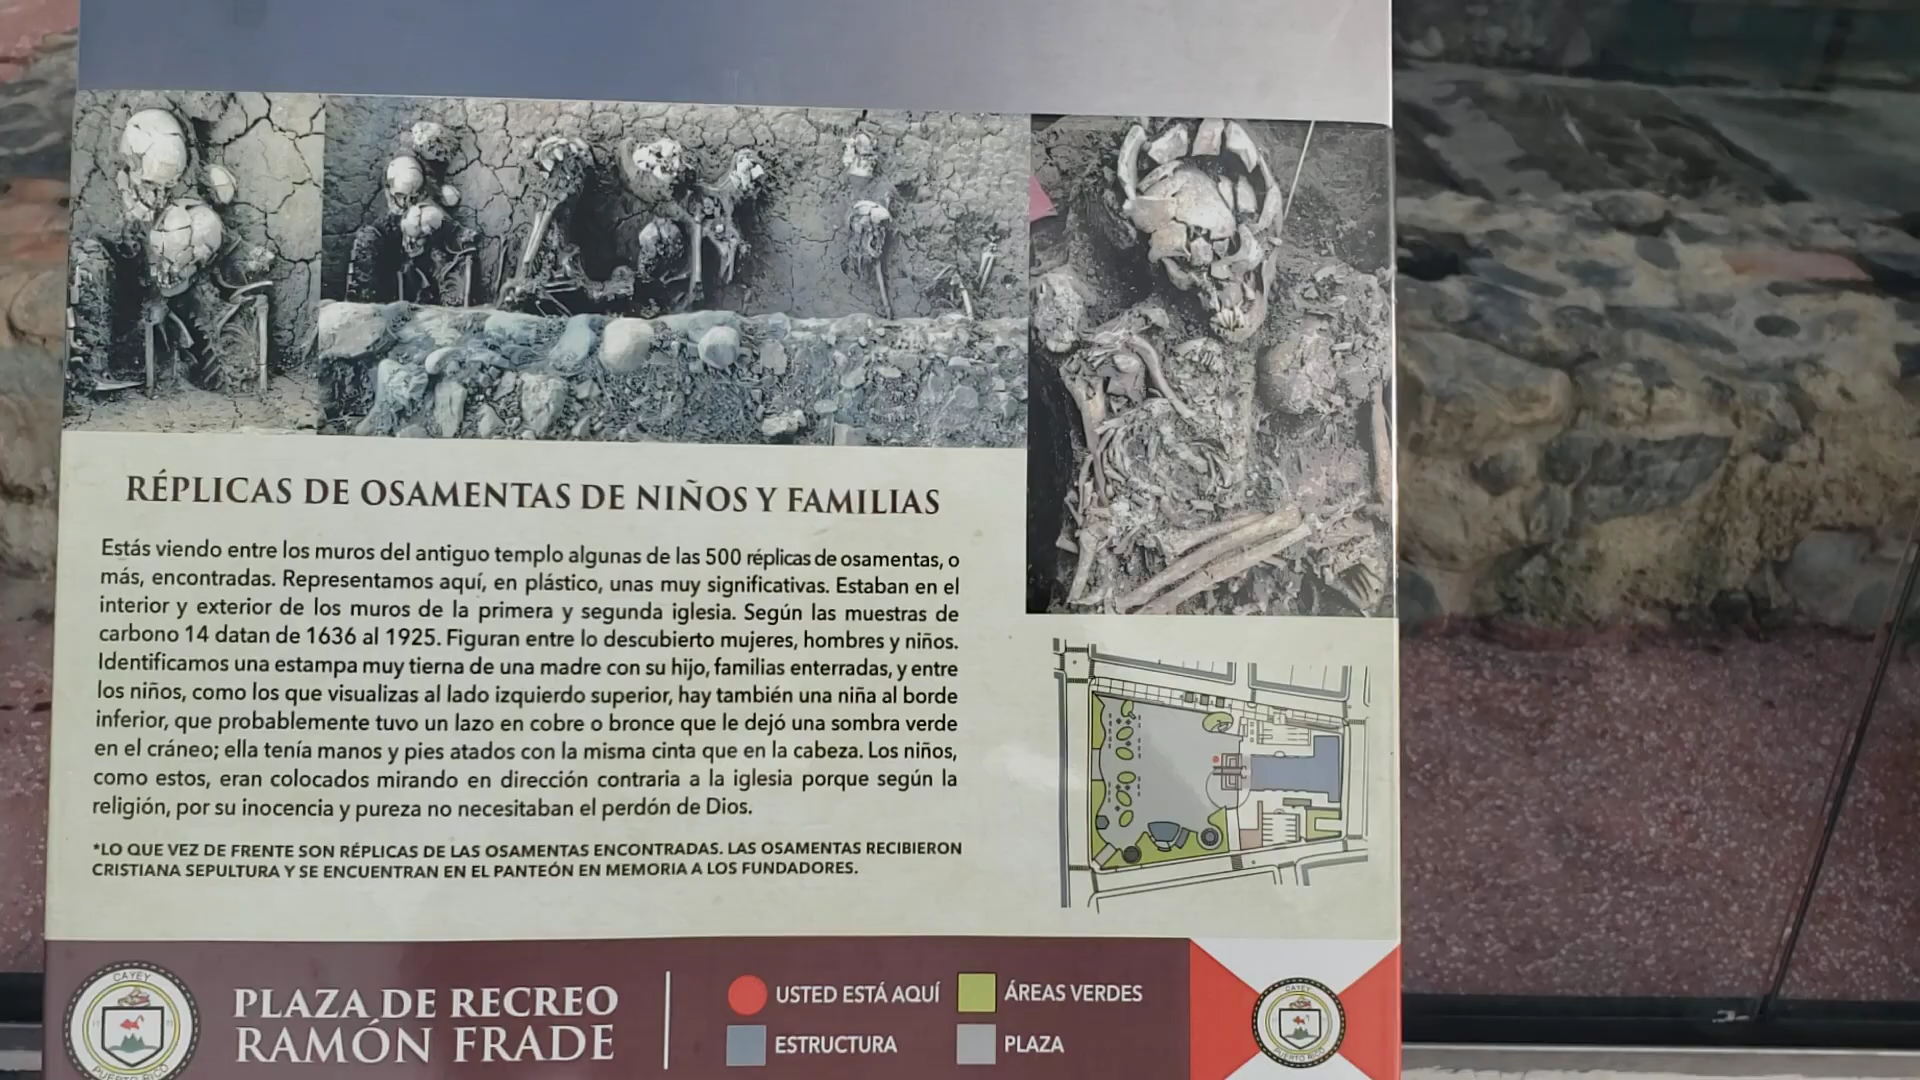 RÉPLICAS DE OSAMENTAS DE NIÑOS Y FAMILIAS
Estás viendo entre los muros del antiguo templo algunas de las 500 réplicas de osamentas, o
más, encontradas. Representamos aquí, en plástico, unas muy significativas. Estaban en el
interior y exterior de los muros de la primera y segunda iglesia. Según las muestras de
carbono 14 datan de 1636 al 1925. Figuran entre lo descubierto mujeres, hombres y niños.
Identificamos una estampa muy tierna de una madre con su hijo, familias enterradas, y entre
los niños, como los que visualizas al lado izquierdo superior, hay también una niña al borde
inferior, que probablemente tuvo un lazo en cobre o bronce que le dejó una sombra verde
en el cráneo; ella tenía manos y pies atados con la misma cinta que en la cabeza. Los niños,
como estos, eran colocados mirando en dirección contraria a la iglesia porque según la
religión, por su inocencia y pureza no necesitaban el perdón de Dios.
*LO QUE VEZ DE FRENTE SON RÉPLICAS DE LAS OSAMENTAS ENCONTRADAS. LAS OSAMENTAS RECIBIERON
CRISTIANA SEPULTURA Y SE ENCUENTRAN EN EL PANTEÓN EN MEMORIA A LOS FUNDADORES.
CAYEY
PUERTO RICO
PLAZA DE RECREO
RAMÓN FRADE
USTED ESTÁ AQUÍ
ÁREAS VERDES
ESTRUCTURA
PLAZA
CAYEY
PUERTO RICO